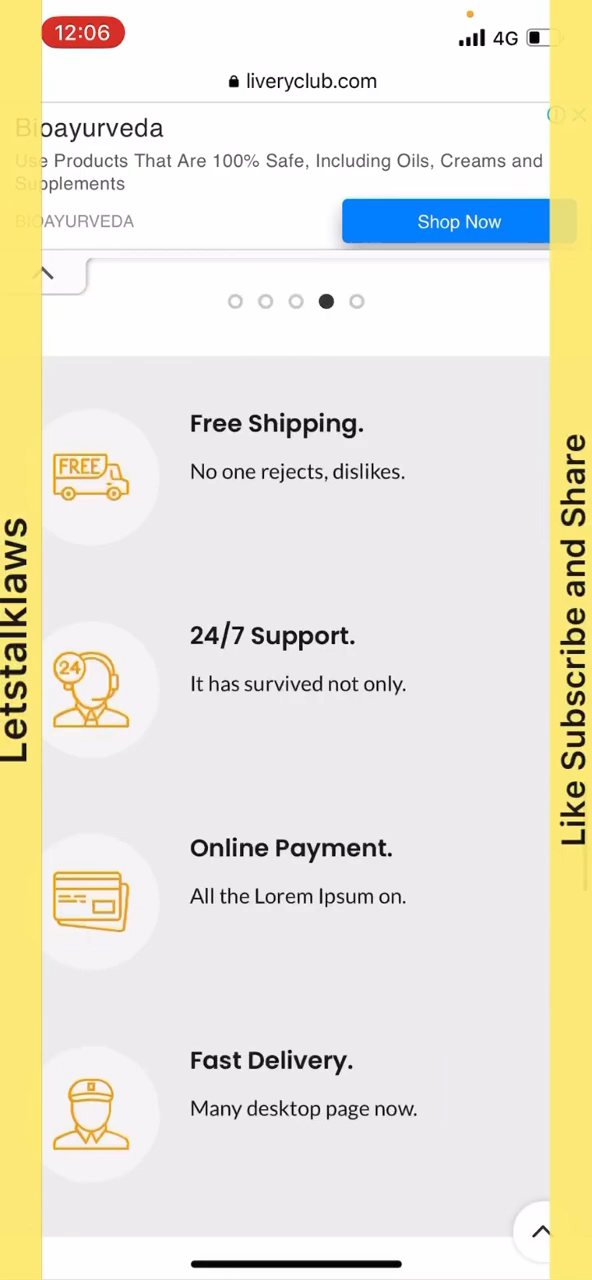 12:06
4G
liveryclub.com
Bioayurveda
Use Products That Are 100% Safe, Including Oils, Creams and
Supplements
BIOAYURVEDA
Shop Now
Free Shipping.
FREE
No one rejects, dislikes.
24/7 Support.
24
It has survived not only.
Online Payment.
All the Lorem Ipsum on.
Fast Delivery.
Many desktop page now.
Letstalklaws
Like Subscribe and Share